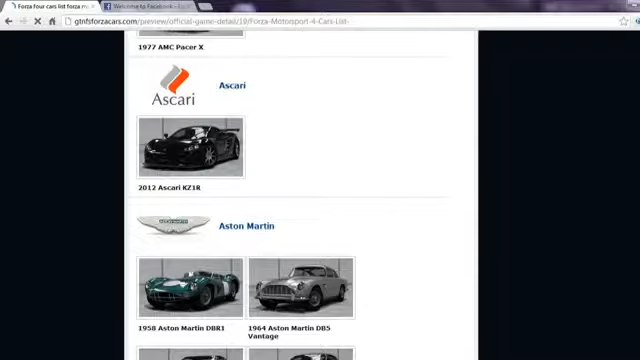 Forza four cars list forza m
Welcome to Facebook -
gtnfsforzacars.com/preview/official-game-detail/19/Forza-Motorsport-4-Cars-List-
1977 AMC Pacer X
Ascari
Ascari
2012 Ascari KZ1R
Aston Martin
1958 Aston Martin DBR1
1964 Aston Martin DB5
Vantage